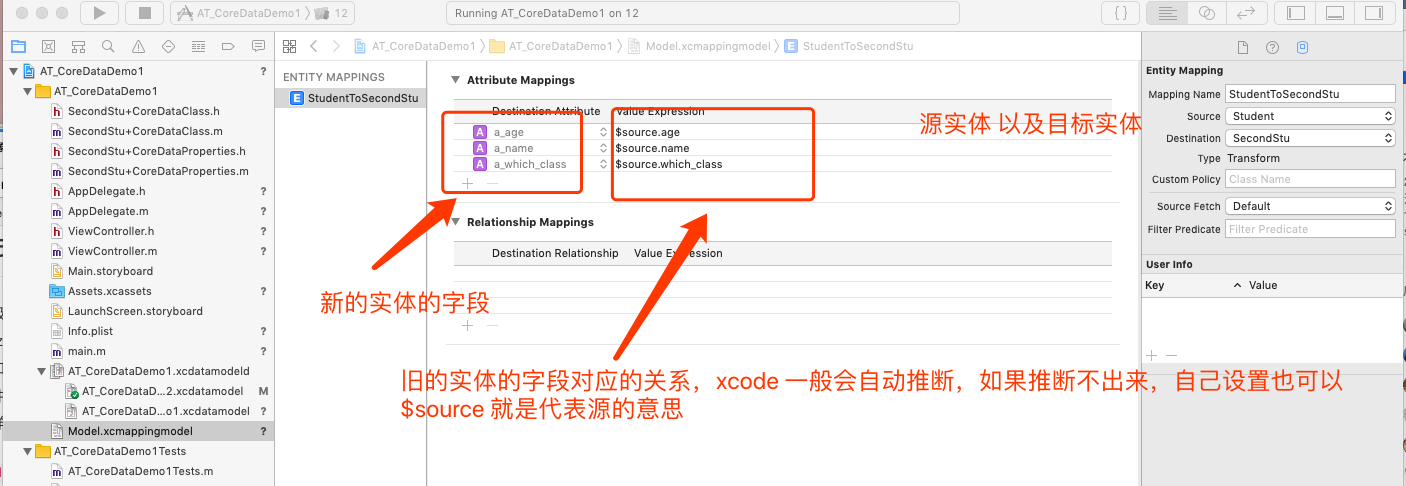 AT_CoreDataDemo1 〉 12
Running AT_CoreDataDemo1 on 12
AT_CoreDataDemo1 〉 AT_CoreDataDemo1 〉 Model.xcmappingmodel 〉 E StudentToSecondStu
AT_CoreDataDemo1 ?
AT_CoreDataDemo1
SecondStu+CoreDataClass.h
SecondStu+CoreDataClass.m
SecondStu+CoreDataProperties.h
SecondStu+CoreDataProperties.m
AppDelegate.h
AppDelegate.m
ViewController.h
ViewController.m
Main.storyboard
Assets.xcassets ?
LaunchScreen.storyboard
Info.plist ?
main.m ?
AT_CoreDataDemo1.xcdatamodeld
AT_CoreDataD...2.xcdatamodel M
AT_CoreDataD...o1.xcdatamodel ?
Model.xcmappingmodel ?
AT_CoreDataDemo1Tests
AT_CoreDataDemo1Tests.m
ENTITY MAPPINGS
E StudentToSecondStu
Attribute Mappings
Destination Attribute Value Expression
A a_age $source.age
A a_name $source.name
A a_which_class $source.which_class
Relationship Mappings
Destination Relationship Value Expression
源实体 以及目标实体
新的实体的字段
旧的实体的字段对应的关系，xcode 一般会自动推断，如果推断不出来，自己设置也可以
$source 就是代表源的意思
Entity Mapping
Mapping Name StudentToSecondStu
Source Student
Destination SecondStu
Type Transform
Custom Policy Class Name
Source Fetch Default
Filter Predicate Filter Predicate
User Info
Key Value